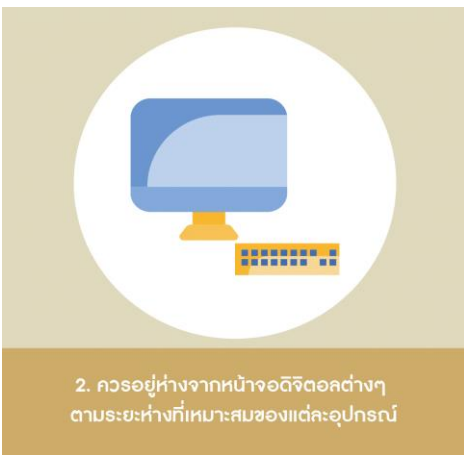 2. ควรอยู่ห่างจากหน้าจอดิจิตอลต่างๆ
ตามระยะห่างที่เหมาะสมของแต่ละอุปกรณ์